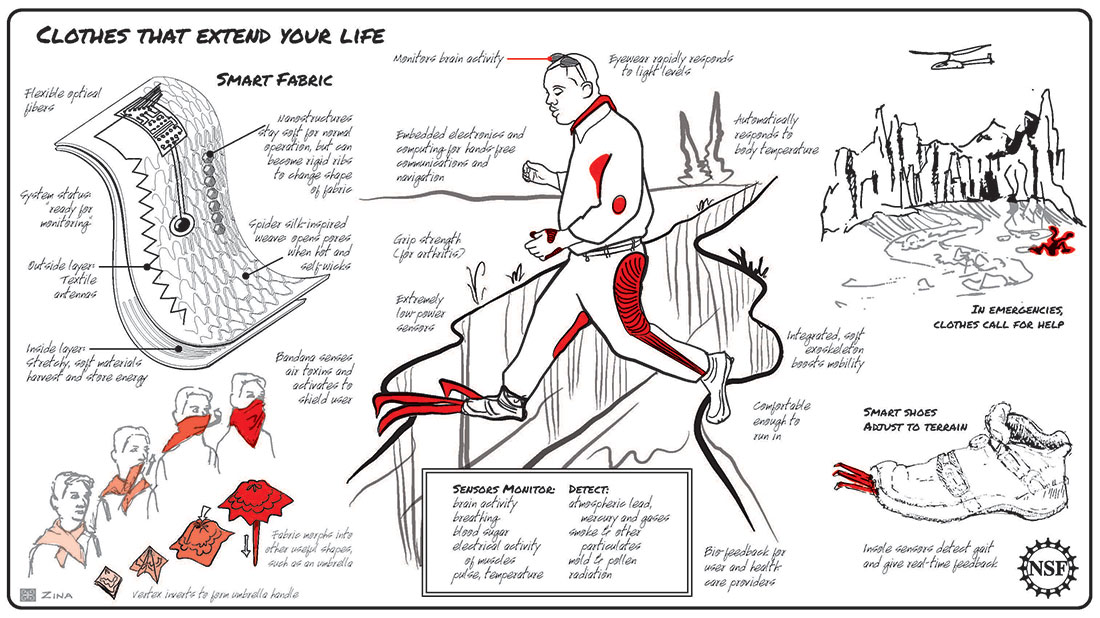 Clothes that extend your life
Smart Fabric
Flexible optical
fibers
Nanostructures
stay soft for normal
operation, but can
become rigid ribs
to change shape
of fabric
System status:
"ready for
monitoring"
Spider silk-inspired
weave opens pores
when hot and
self-wicks
Outside layer:
Textile
antennas
Inside layer:
stretchy, soft materials
harvest and store energy
Monitors brain activity
Eyewear rapidly responds
to light levels
Embedded electronics and
computing for hands-free
communications and
navigation
Automatically
responds to
body temperature
Grip strength
(for arthritis?)
Extremely
low-power
sensors
Bandana senses
air toxins and
activates to
shield user
Fabric morphs into
other useful shapes,
such as an umbrella
Vertex inverts to form umbrella handle
Zina
Integrated, soft
exoskeleton
boosts mobility
Comfortable
enough to
run in
Sensors Monitor:
brain activity
breathing
blood sugar
electrical activity
of muscles
pulse, temperature
Detect:
atmospheric lead,
mercury and gases
smoke & other
particulates
mold & pollen
radiation
Bio-feedback for
user and health
care providers
In emergencies,
clothes call for help
Smart shoes
Adjust to terrain
Insole sensors detect gait
and give real-time feedback
NSF